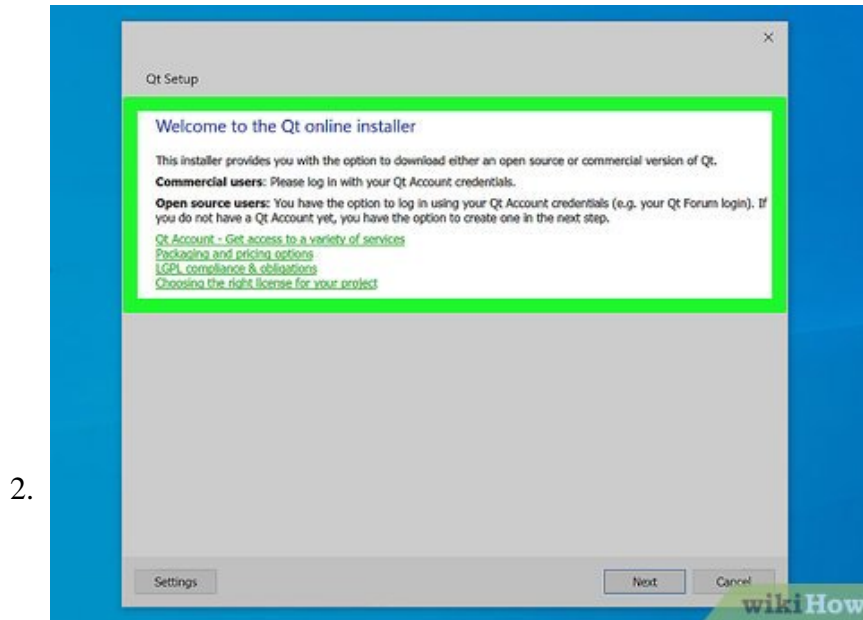 Qt Setup
Welcome to the Qt online installer
This installer provides you with the option to download either an open source or commercial version of Qt.
Commercial users: Please log in with your Qt Account credentials.
Open source users: You have the option to log in using your Qt Account credentials (e.g. your Qt Forum login). If
you do not have a Qt Account yet, you have the option to create one in the next step.
Qt Account - Get access to a variety of services
Packaging and pricing options
LGPL compliance & obligations
Choosing the right license for your project
2.
Settings Next Cancel
wikiHow